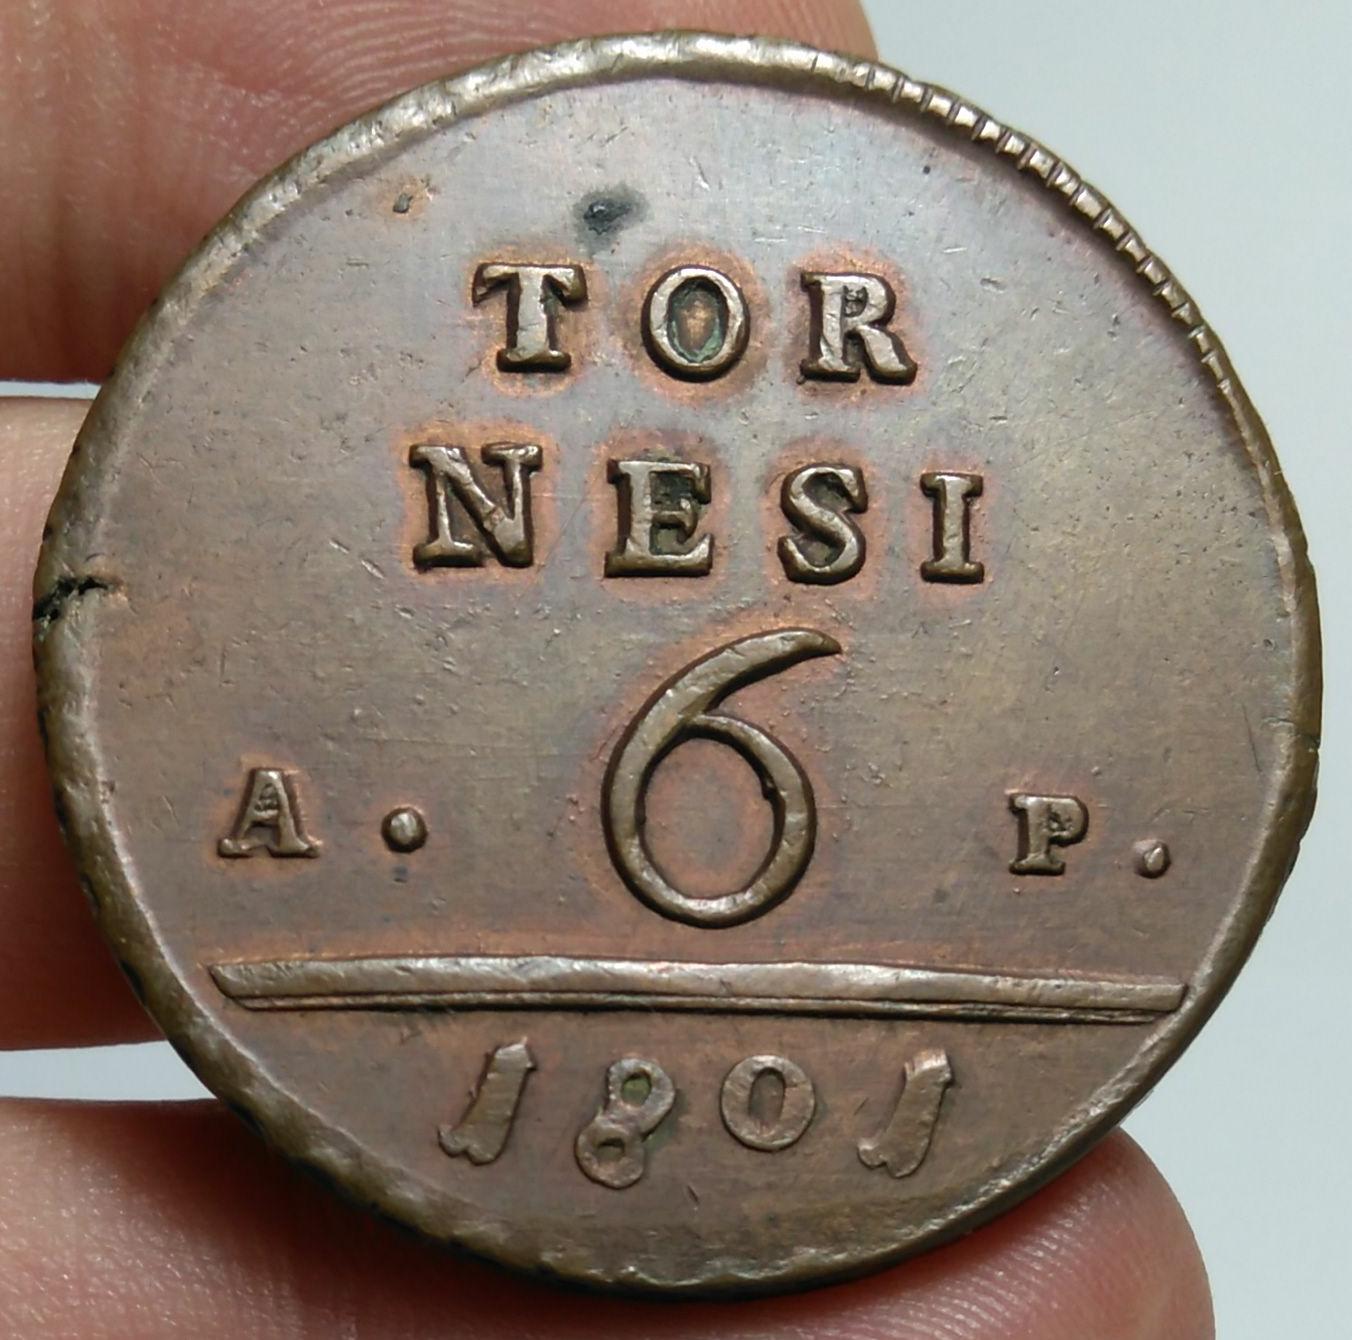 TOR
NESI
6
A. P.
1801